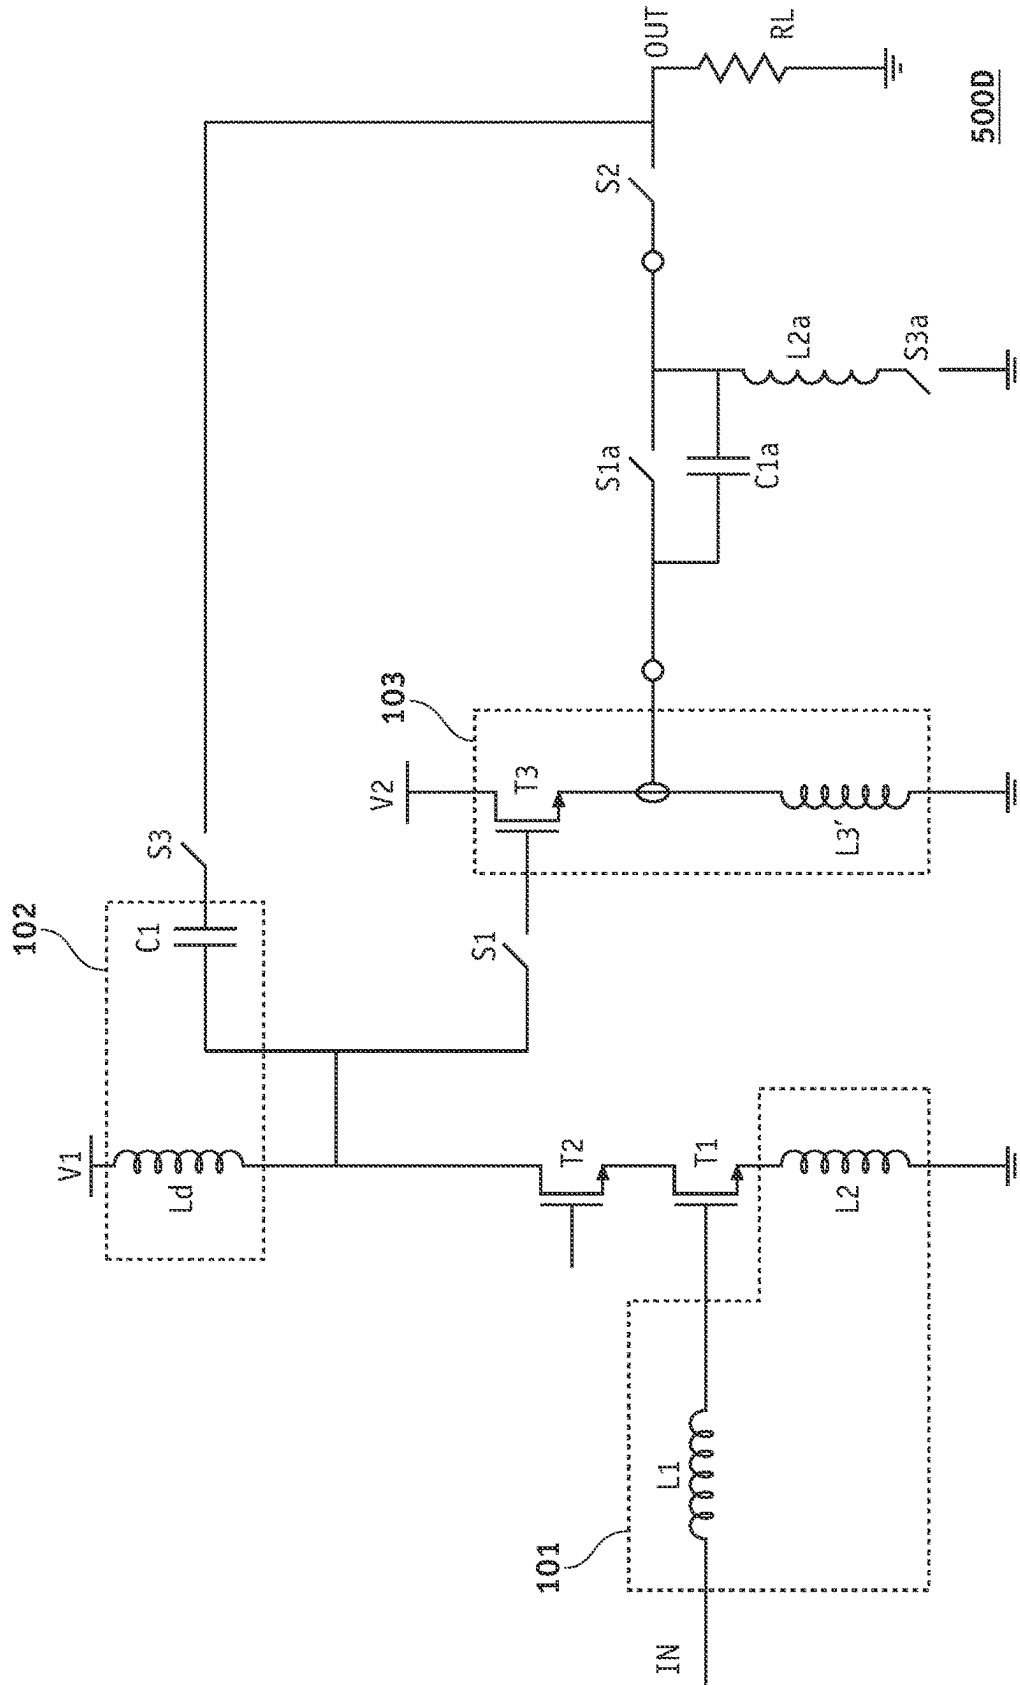 102
V1
Ld
C1
S3
V2
103
T3
S1
L3'
T2
T1
L2
101
L1
IN
S1a
C1a
L2a
S3a
S2
OUT
RL
500D